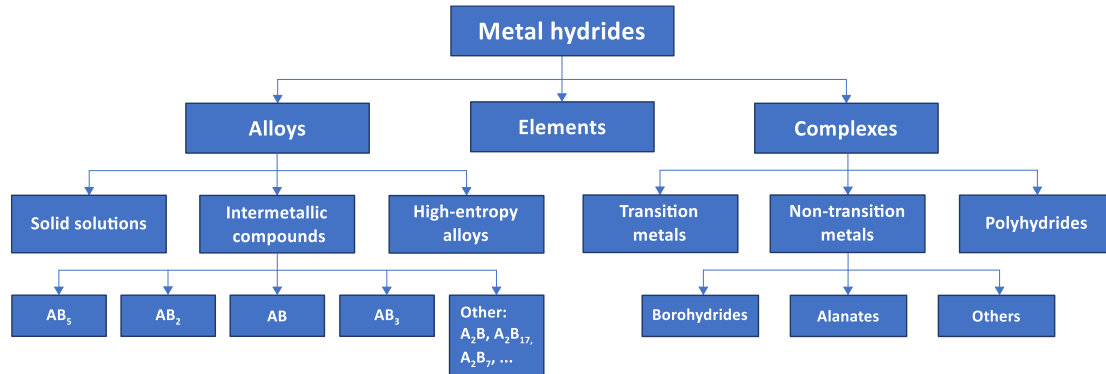 Metal hydrides
Alloys
Elements
Complexes
Solid solutions
Intermetallic
compounds
High-entropy
alloys
Transition
metals
Non-transition
metals
Polyhydrides
AB₅
AB₂
AB
AB₃
Other:
A₂B, A₂B₁₇,
A₂B₇, ...
Borohydrides
Alanates
Others